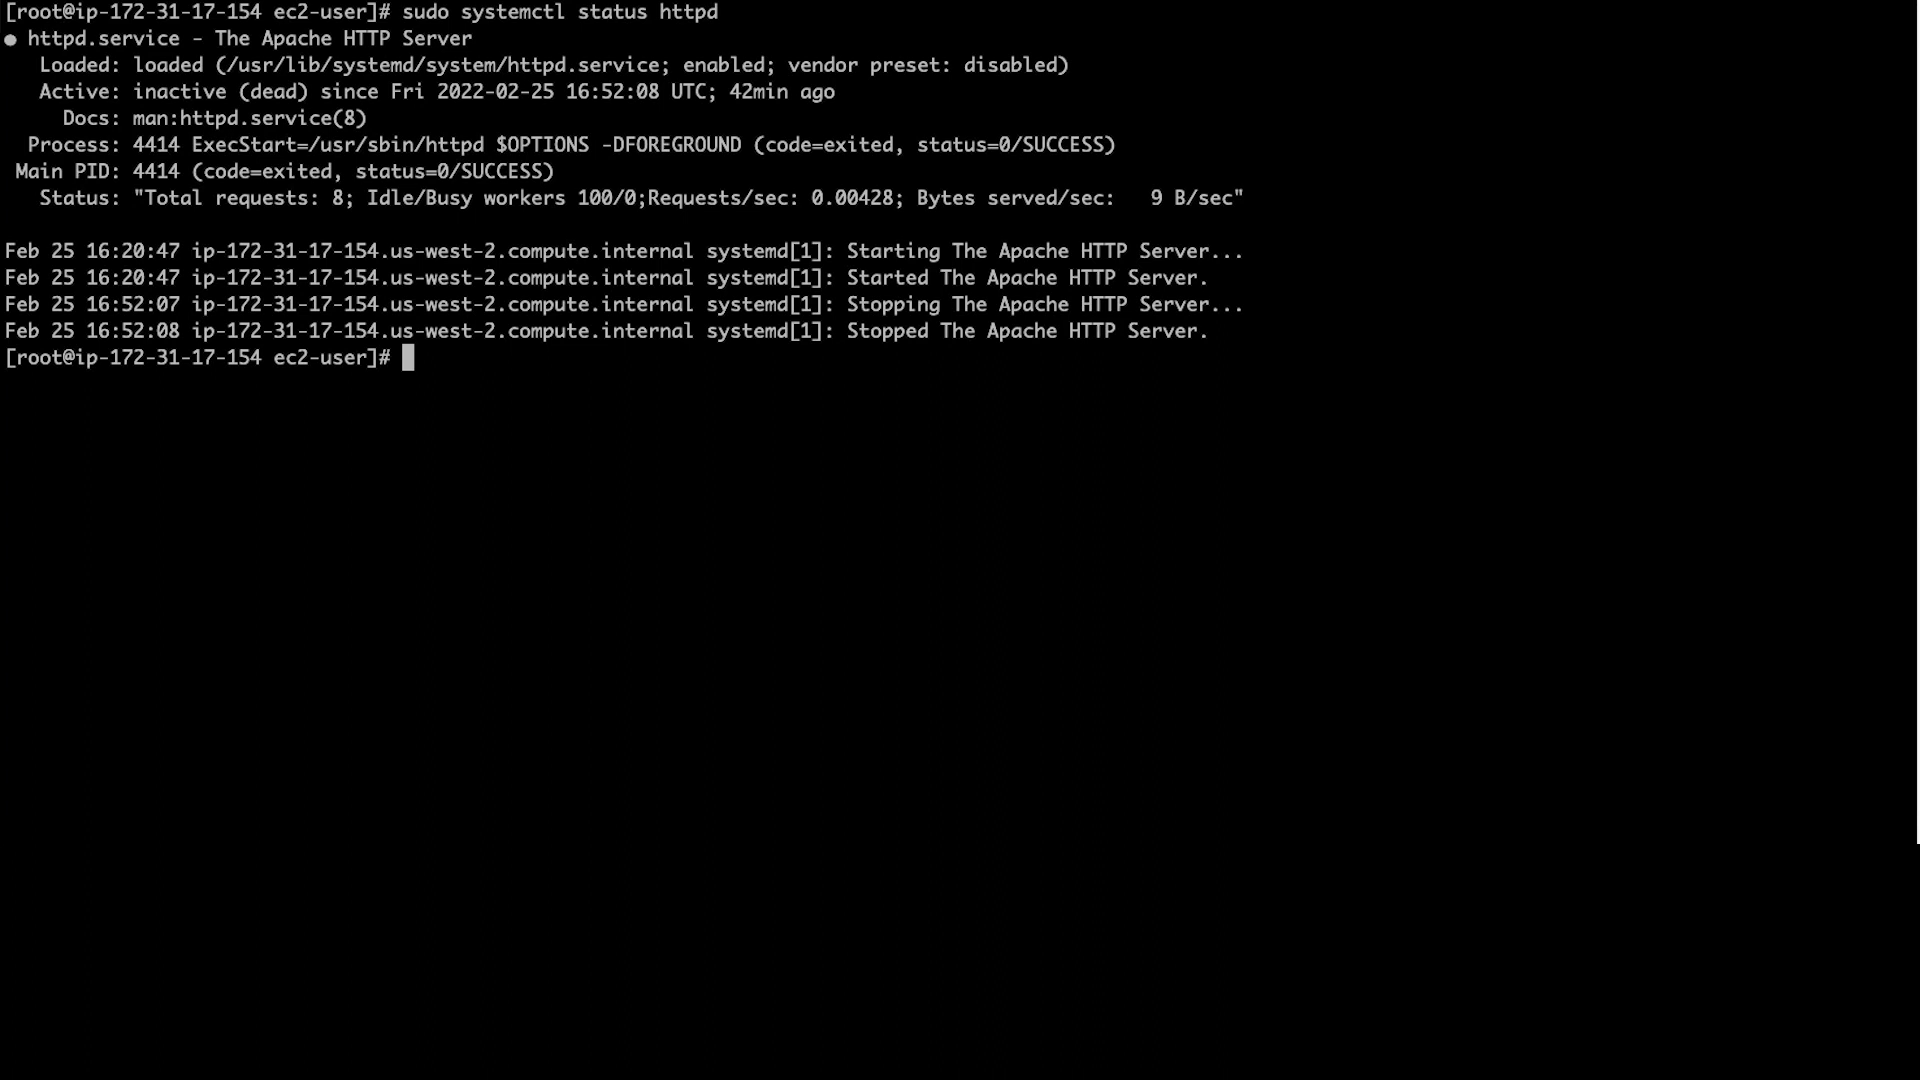 [root@ip-172-31-17-154 ec2-user]# sudo systemctl status httpd
● httpd.service - The Apache HTTP Server
   Loaded: loaded (/usr/lib/systemd/system/httpd.service; enabled; vendor preset: disabled)
   Active: inactive (dead) since Fri 2022-02-25 16:52:08 UTC; 42min ago
     Docs: man:httpd.service(8)
  Process: 4414 ExecStart=/usr/sbin/httpd $OPTIONS -DFOREGROUND (code=exited, status=0/SUCCESS)
 Main PID: 4414 (code=exited, status=0/SUCCESS)
   Status: "Total requests: 8; Idle/Busy workers 100/0;Requests/sec: 0.00428; Bytes served/sec:   9 B/sec"

Feb 25 16:20:47 ip-172-31-17-154.us-west-2.compute.internal systemd[1]: Starting The Apache HTTP Server...
Feb 25 16:20:47 ip-172-31-17-154.us-west-2.compute.internal systemd[1]: Started The Apache HTTP Server.
Feb 25 16:52:07 ip-172-31-17-154.us-west-2.compute.internal systemd[1]: Stopping The Apache HTTP Server...
Feb 25 16:52:08 ip-172-31-17-154.us-west-2.compute.internal systemd[1]: Stopped The Apache HTTP Server.
[root@ip-172-31-17-154 ec2-user]#